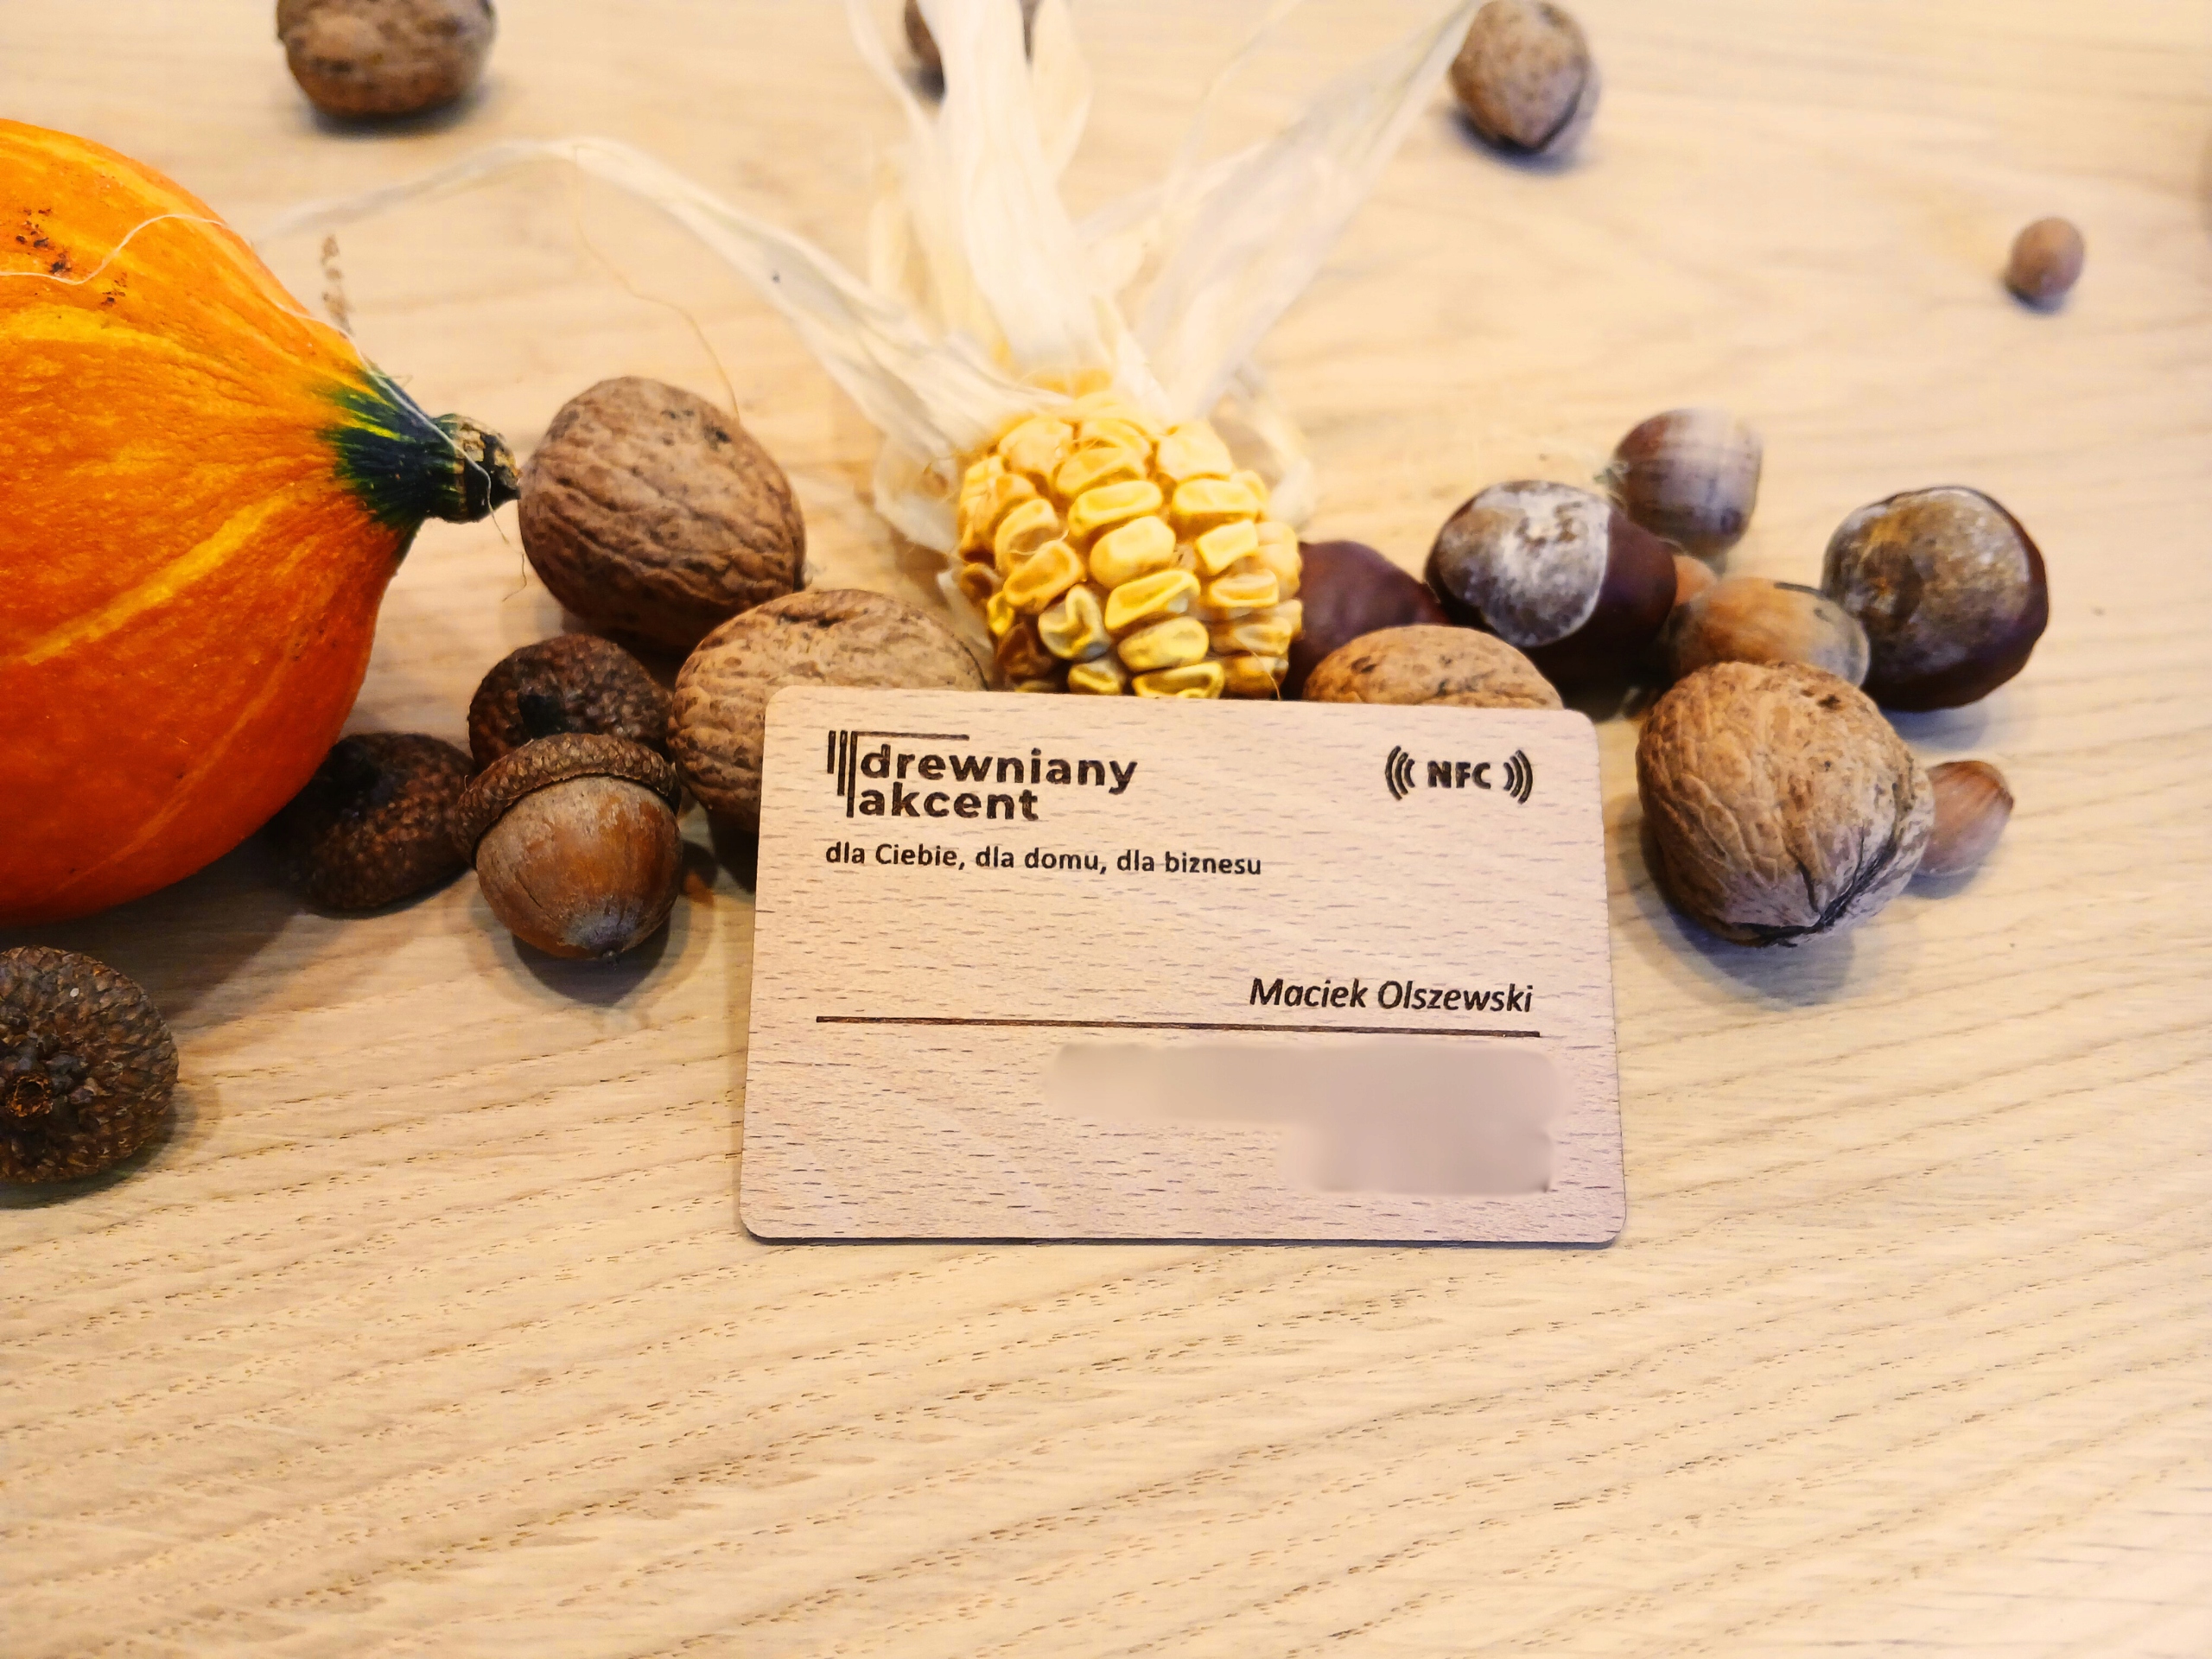 drewniany
akcent
((( NFC )))
dla Ciebie, dla domu, dla biznesu
Maciek Olszewski